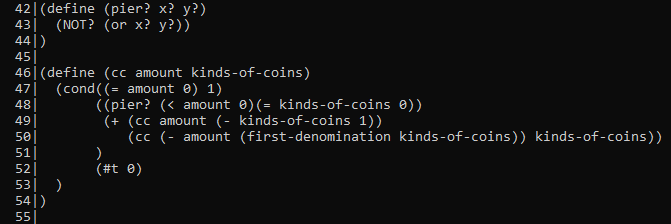 42|(define (pier? x? y?)
43|  (NOT? (or x? y?))
44|)
45|
46|(define (cc amount kinds-of-coins)
47|  (cond((= amount 0) 1)
48|       ((pier? (< amount 0)(= kinds-of-coins 0))
49|        (+ (cc amount (- kinds-of-coins 1))
50|           (cc (- amount (first-denomination kinds-of-coins)) kinds-of-coins))
51|       )
52|       (#t 0)
53|  )
54|)
55|